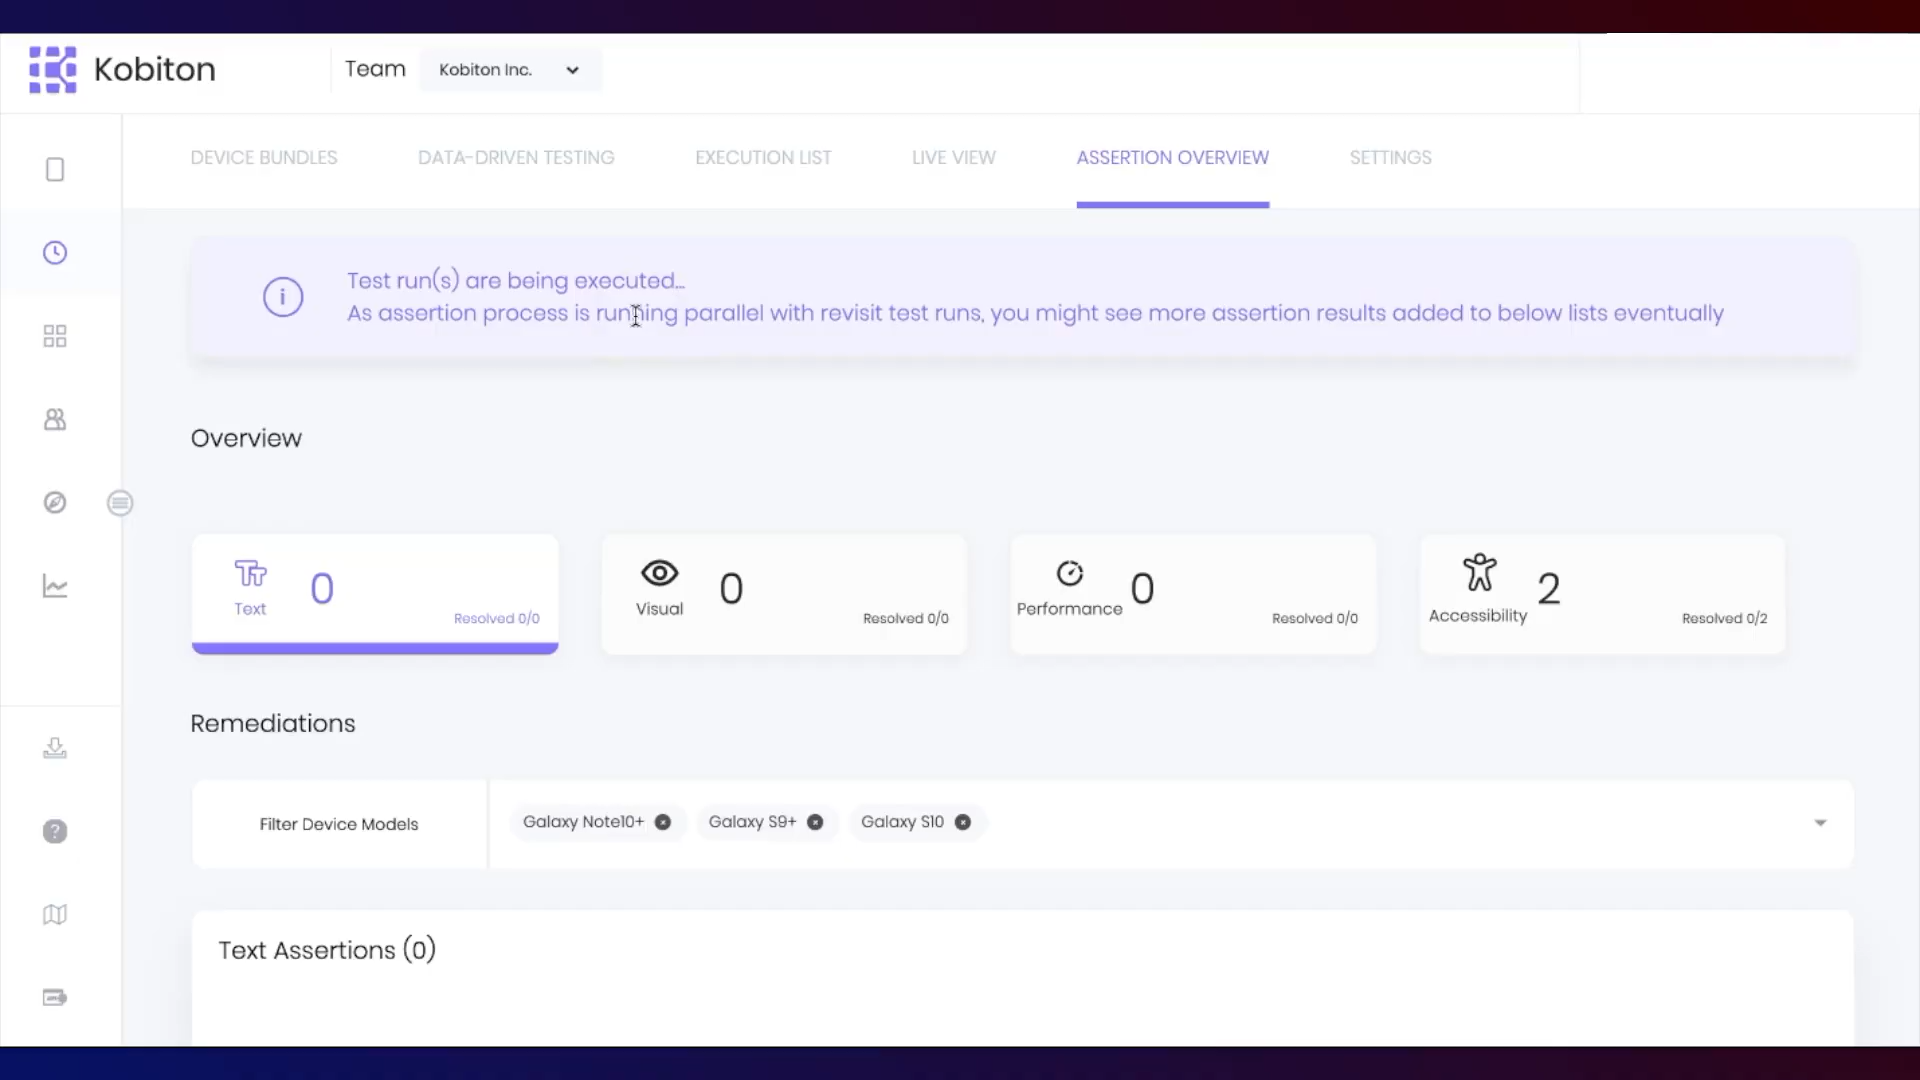 Kobiton
Team Kobiton Inc.
DEVICE BUNDLES DATA-DRIVEN TESTING EXECUTION LIST LIVE VIEW ASSERTION OVERVIEW SETTINGS
Test run(s) are being executed...
As assertion process is running parallel with revisit test runs, you might see more assertion results added to below lists eventually
Overview
Text 0 Resolved 0/0
Visual 0 Resolved 0/0
Performance 0 Resolved 0/0
Accessibility 2 Resolved 0/2
Remediations
Filter Device Models Galaxy Note10+ Galaxy S9+ Galaxy S10
Text Assertions (0)